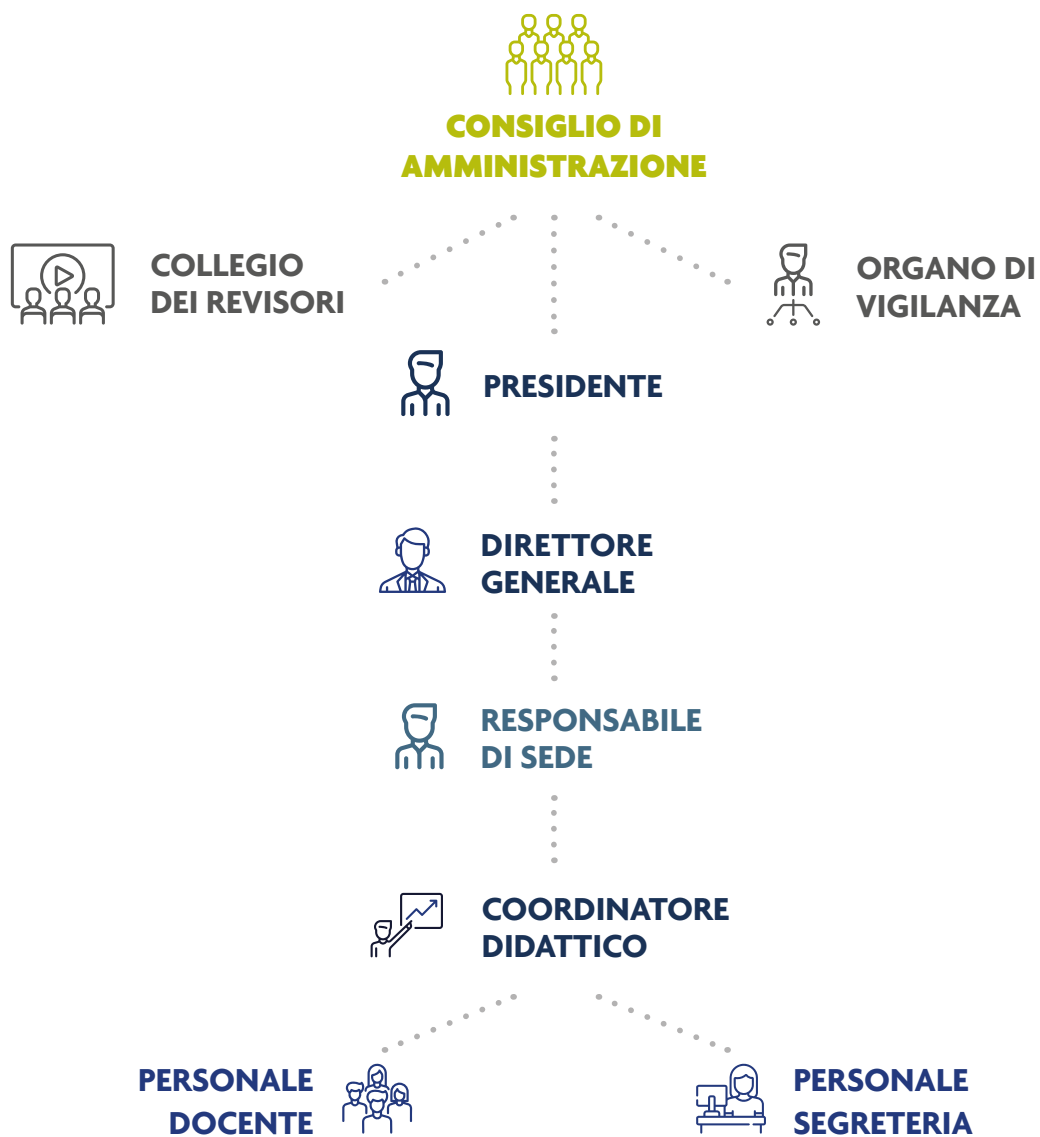 CONSIGLIO DI
AMMINISTRAZIONE
COLLEGIO
DEI REVISORI
ORGANO DI
VIGILANZA
PRESIDENTE
DIRETTORE
GENERALE
RESPONSABILE
DI SEDE
COORDINATORE
DIDATTICO
PERSONALE
DOCENTE
PERSONALE
SEGRETERIA